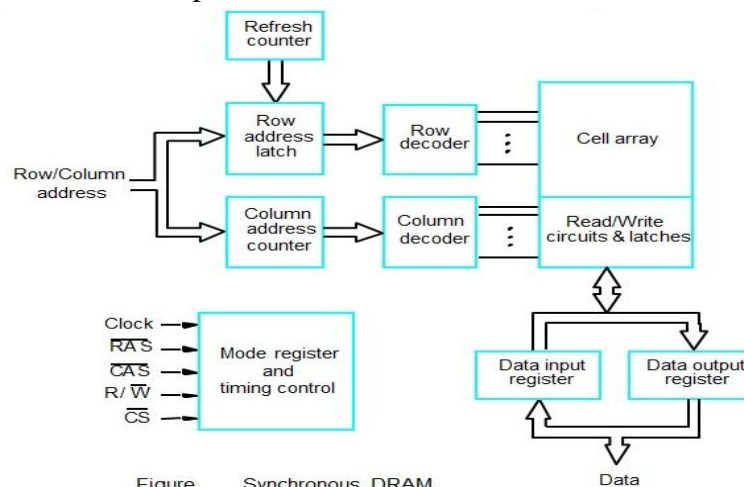 Refresh
counter
Row
address
latch
Row
decoder
Cell array
Row/Column
address
Column
address
counter
Column
decoder
Read/Write
circuits & latches
Clock
RAS
CAS
R/ W
CS
Mode register
and
timing control
Data input
register
Data output
register
Data
Figure Synchronous DRAM